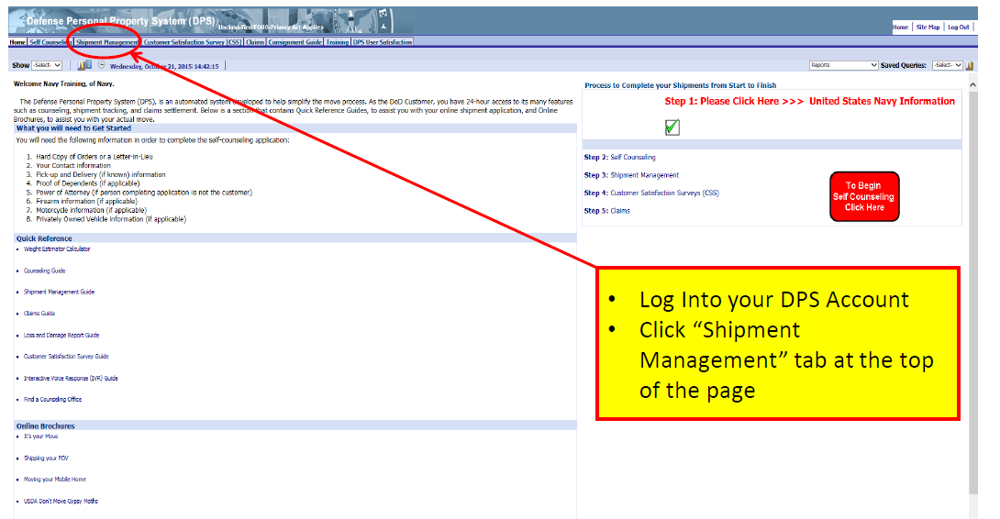 Defense Personal Property System (DPS)
Unclassified FOUO-Privacy Act Applies
Home | Site Map | Log Out |
Home | Self Counseling | Shipment Management | Customer Satisfaction Survey [CSS] | Claims | Consignment Guide | Training | DPS User Satisfaction |
Show -Select- Wednesday, October 21, 2015 14:42:15
Reports Saved Queries: -Select-
Welcome Navy Training, of Navy.
The Defense Personal Property System (DPS), is an automated system developed to help simplify the move process. As the DoD Customer, you have 24-hour access to its many features
such as counseling, shipment tracking, and claims settlement. Below is a section that contains Quick Reference Guides, to assist you with your online shipment application, and Online
Brochures, to assist you with your actual move.
What you will need to Get Started
You will need the following information in order to complete the self-counseling application:
1. Hard Copy of Orders or a Letter-in-Lieu
2. Your Contact Information
3. Pick-up and Delivery (if known) information
4. Proof of Dependents (if applicable)
5. Power of Attorney (if person completing application is not the customer)
6. Firearm information (if applicable)
7. Motorcycle information (if applicable)
8. Privately Owned Vehicle information (if applicable)
Quick Reference
• Weight Estimator Calculator
• Counseling Guide
• Shipment Management Guide
• Claims Guide
• Loss and Damage Report Guide
• Customer Satisfaction Survey Guide
• Interactive Voice Response (IVR) Guide
• Find a Counseling Office
Online Brochures
• It's your Move
• Shipping your POV
• Moving your Mobile Home
• USDA Don't Move Gypsy Moths
Process to Complete your Shipments from Start to Finish
Step 1: Please Click Here >>> United States Navy Information
Step 2: Self Counseling
Step 3: Shipment Management
Step 4: Customer Satisfaction Surveys (CSS)
Step 5: Claims
To Begin
Self Counseling
Click Here
• Log Into your DPS Account
• Click “Shipment
Management” tab at the top
of the page